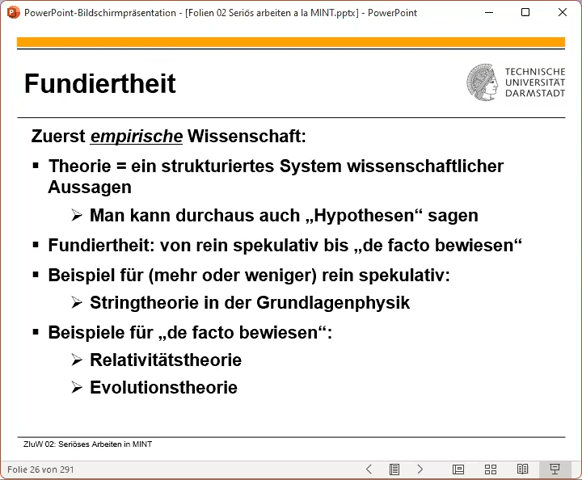 PowerPoint-Bildschirmpräsentation - [Folien 02 Seriös arbeiten a la MINT.pptx] - PowerPoint
Fundiertheit
TECHNISCHE
UNIVERSITÄT
DARMSTADT
Zuerst empirische Wissenschaft:
▪ Theorie = ein strukturiertes System wissenschaftlicher
Aussagen
➢ Man kann durchaus auch „Hypothesen“ sagen
▪ Fundiertheit: von rein spekulativ bis „de facto bewiesen“
▪ Beispiel für (mehr oder weniger) rein spekulativ:
➢ Stringtheorie in der Grundlagenphysik
▪ Beispiele für „de facto bewiesen“:
➢ Relativitätstheorie
➢ Evolutionstheorie
ZIuW 02: Seriöses Arbeiten in MINT
Folie 26 von 291